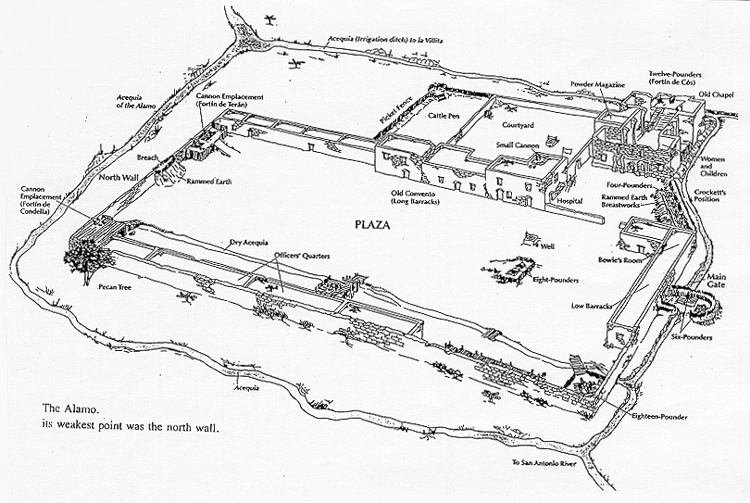 Acequia (Irrigation ditch) to la Villita
Twelve-Pounders
(Fortín de Cós)
Powder Magazine
Old Chapel
Acequia
of the Alamo
Cannon Emplacement
(Fortín de Terán)
Picket Fence
Cattle Pen
Courtyard
Small Cannon
Breach
North Wall
Rammed Earth
Women
and
Children
Cannon
Emplacement
(Fortín de
Condella)
Old Convento
(Long Barracks)
Hospital
Four-Pounders
Rammed Earth
Breastworks
Crockett's
Position
PLAZA
Dry Acequia
Officers' Quarters
Well
Bowie's Room
Eight-Pounders
Main
Gate
Pecan Tree
Low Barracks
Six-Pounders
Acequia
The Alamo.
its weakest point was the north wall.
Eighteen-Pounder
To San Antonio River